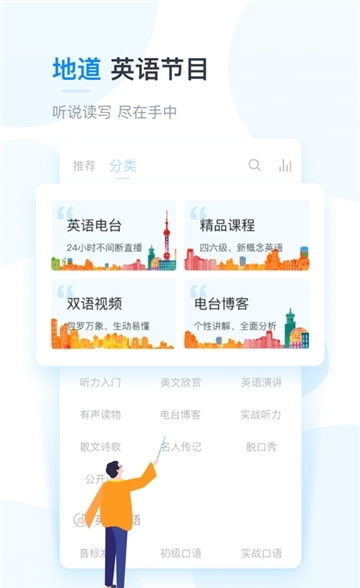 地道 英语节目
听说读写 尽在手中
推荐 分类
英语电台 精品课程
24小时不间断直播 四六级、新概念英语
双语视频 电台博客
包罗万象、生动易懂 个性讲解、全面分析
听力入门 美文欣赏 英语演讲
有声读物 电台博客 实战听力
散文诗歌 名人传记 脱口秀
公开
英 语
音标发 初级口语 实战口语